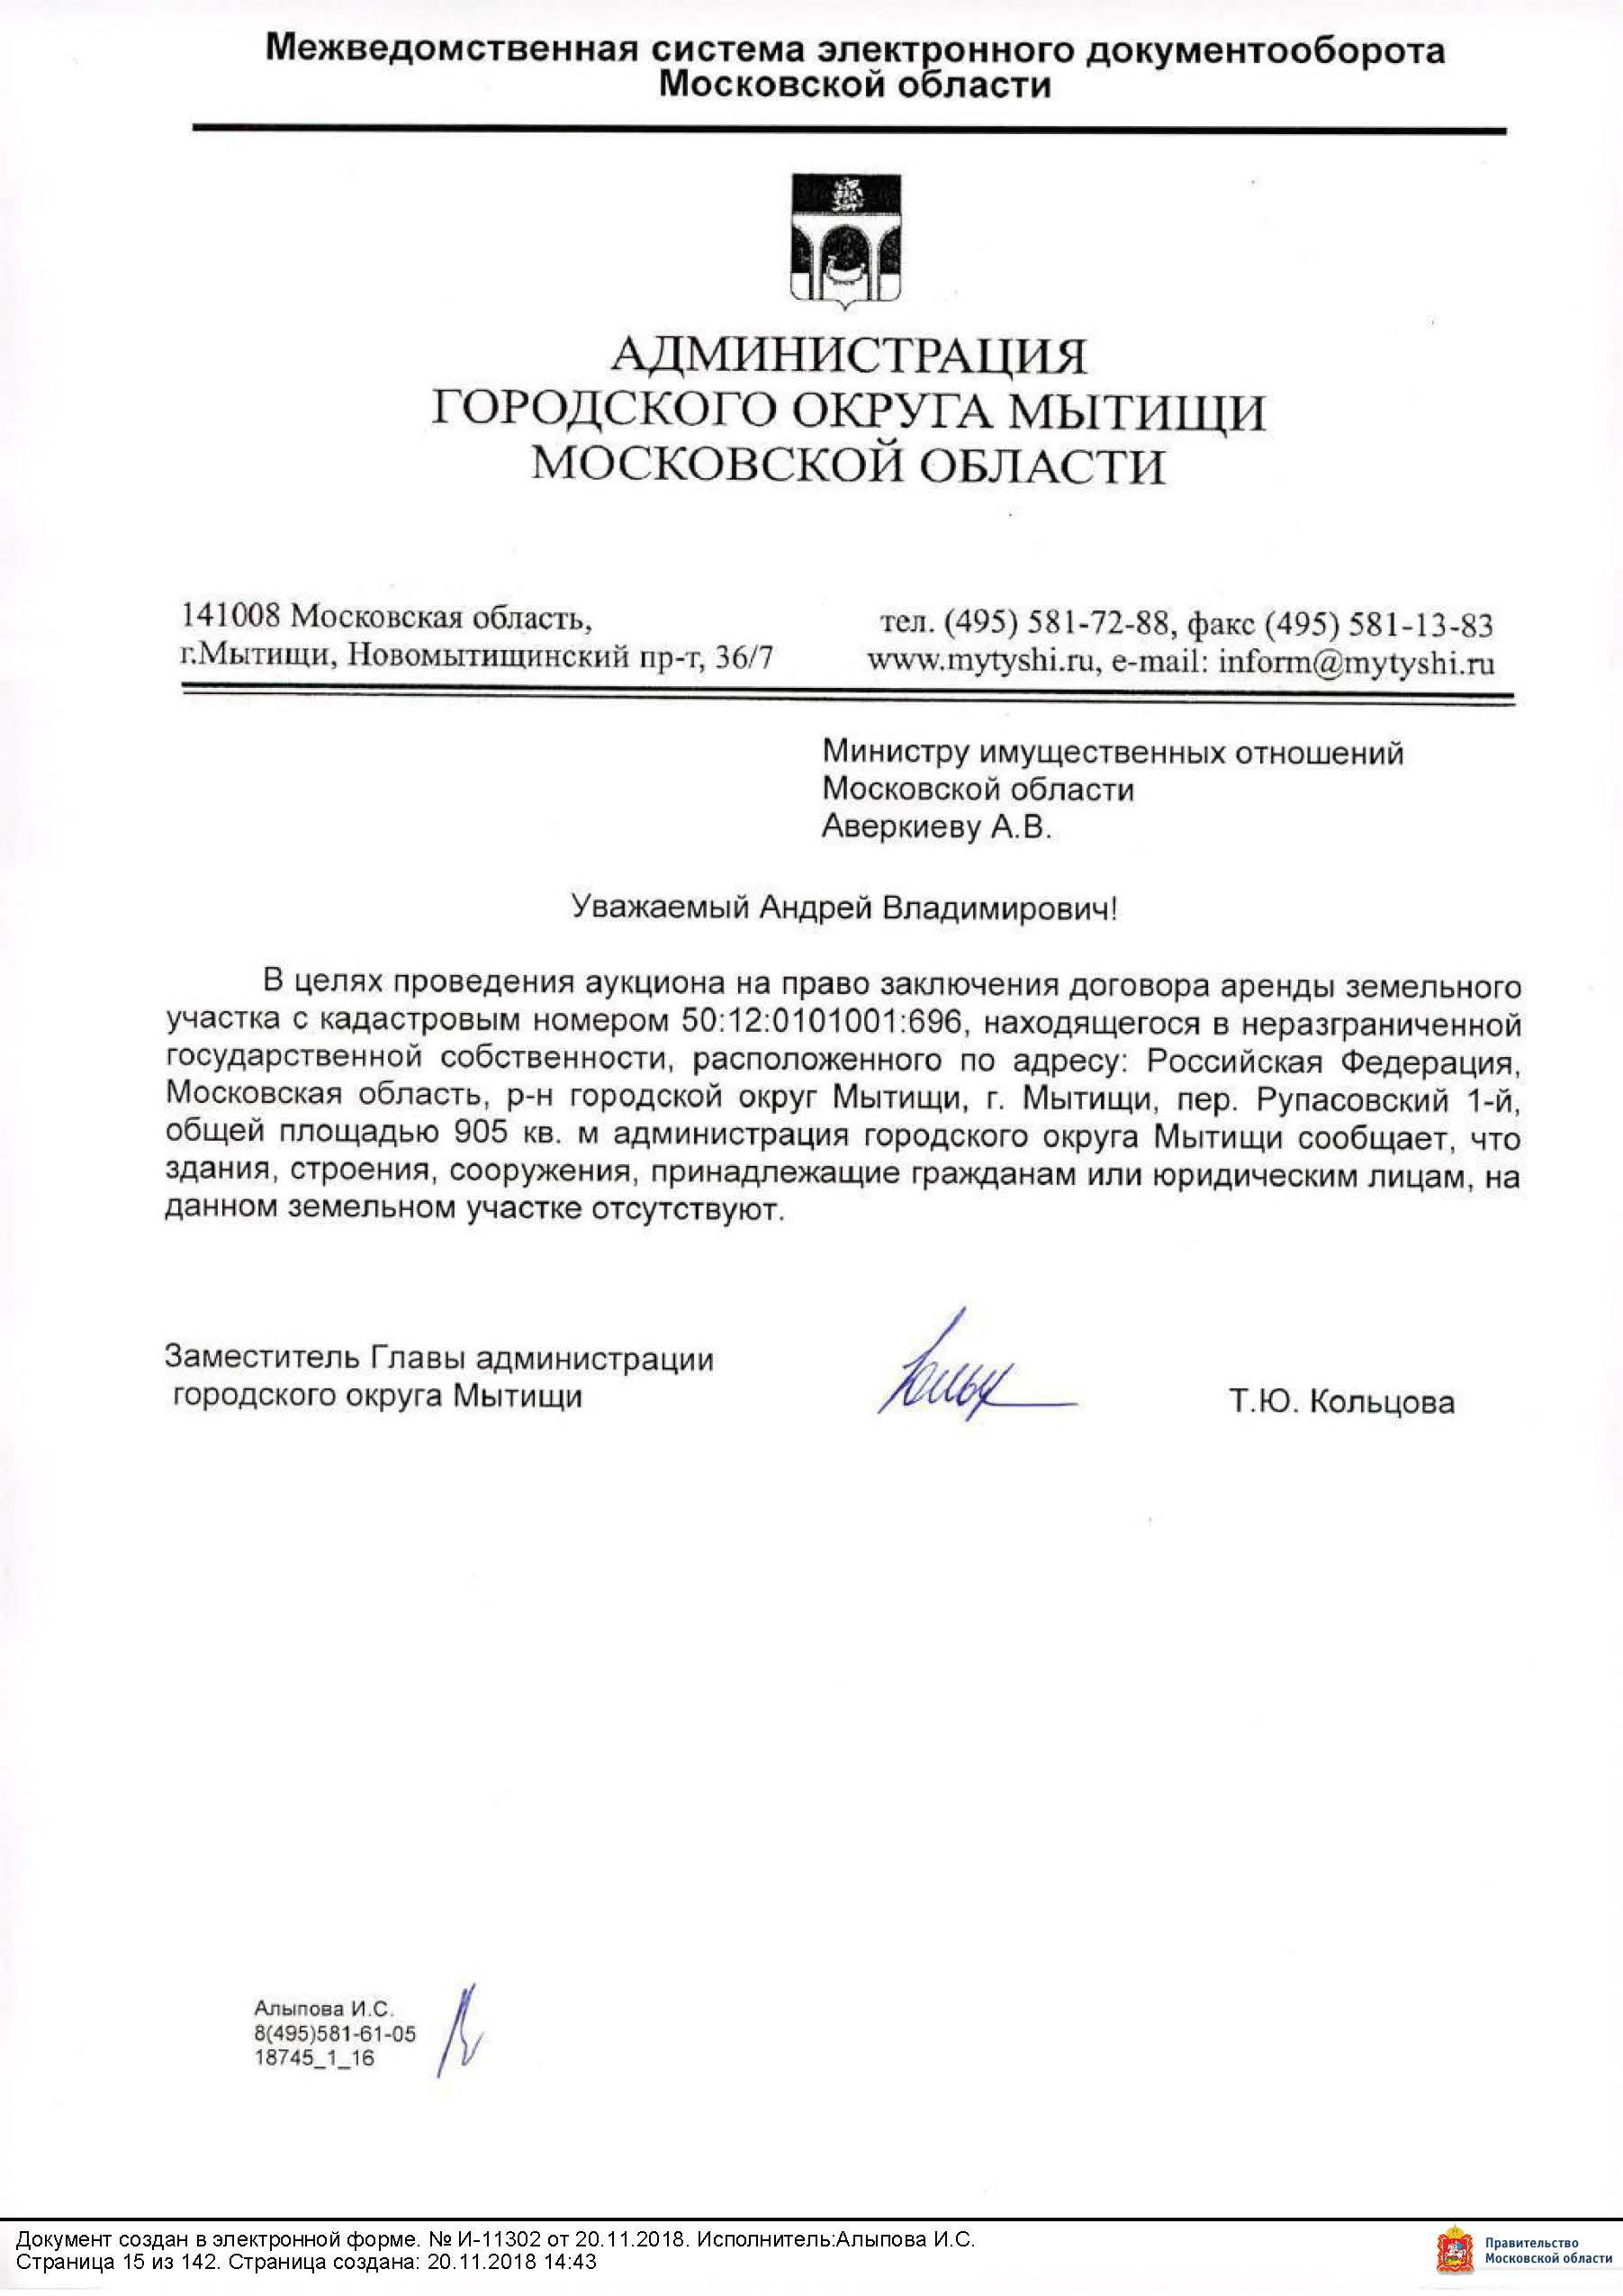 Межведомственная система электронного документооборота
Московской области
АДМИНИСТРАЦИЯ
ГОРОДСКОГО ОКРУГА МЫТИЩИ
МОСКОВСКОЙ ОБЛАСТИ
141008 Московская область,
г.Мытищи, Новомытищинский пр-т, 36/7
тел. (495) 581-72-88, факс (495) 581-13-83
www.mytyshi.ru, e-mail: inform@mytyshi.ru
Министру имущественных отношений
Московской области
Аверкиеву А.В.
Уважаемый Андрей Владимирович!
В целях проведения аукциона на право заключения договора аренды земельного
участка с кадастровым номером 50:12:0101001:696, находящегося в неразграниченной
государственной собственности, расположенного по адресу: Российская Федерация,
Московская область, р-н городской округ Мытищи, г. Мытищи, пер. Рупасовский 1-й,
общей площадью 905 кв. м администрация городского округа Мытищи сообщает, что
здания, строения, сооружения, принадлежащие гражданам или юридическим лицам, на
данном земельном участке отсутствуют.
Заместитель Главы администрации
городского округа Мытищи
Т.Ю. Кольцова
Алыпова И.С.
8(495)581-61-05
18745_1_16
Документ создан в электронной форме. № И-11302 от 20.11.2018. Исполнитель:Алыпова И.С.
Страница 15 из 142. Страница создана: 20.11.2018 14:43
Правительство
Московской области